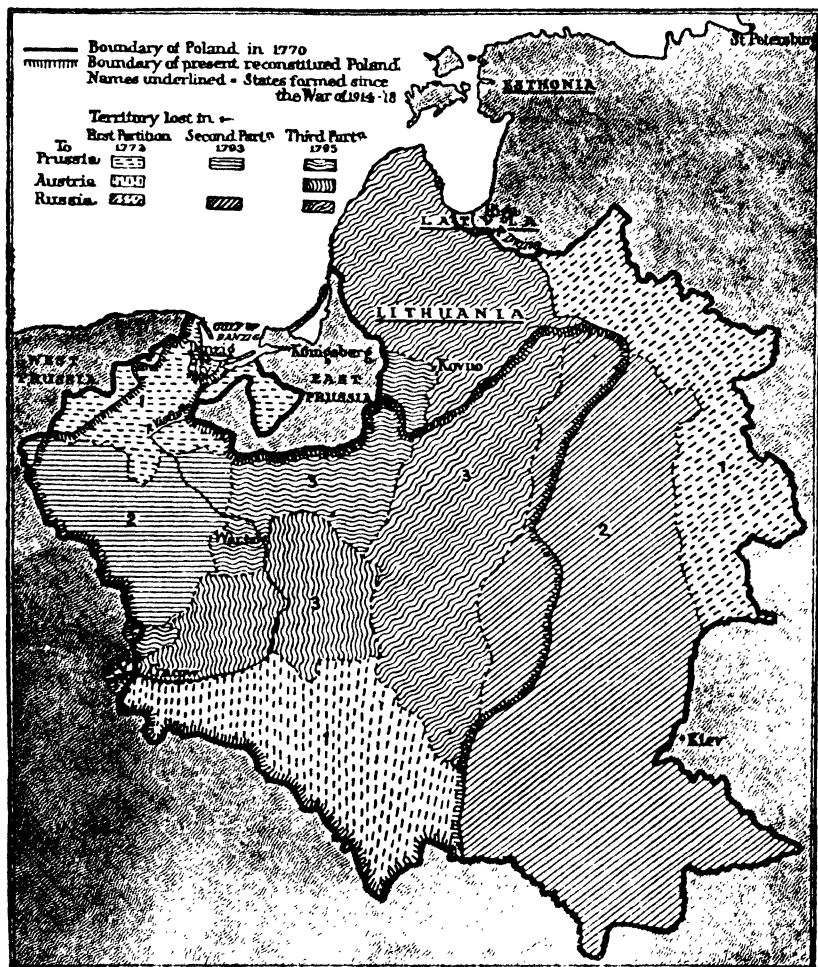 Boundary of Poland in 1770
Boundary of present reconstituted Poland
Names underlined = States formed since
the War of 1914-18
Territory lost in
To First Partition Second Partn Third Partn
1772 1793 1795
Prussia
Austria
Russia
St Petersburg
ESTHONIA
LATVIA
LITHUANIA
GULF OF
DANZIG
Danzig
Königsberg
WEST
PRUSSIA
EAST
PRUSSIA
Kovno
1
1
3
3
2
2
Warsaw
3
1
Kiev